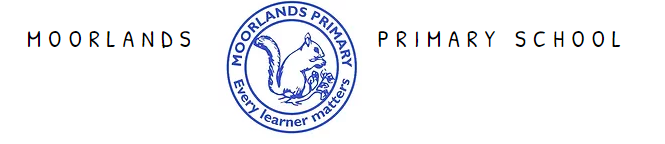 MOORLANDS
MOORLANDS PRIMARY
Every learner matters
PRIMARY SCHOOL